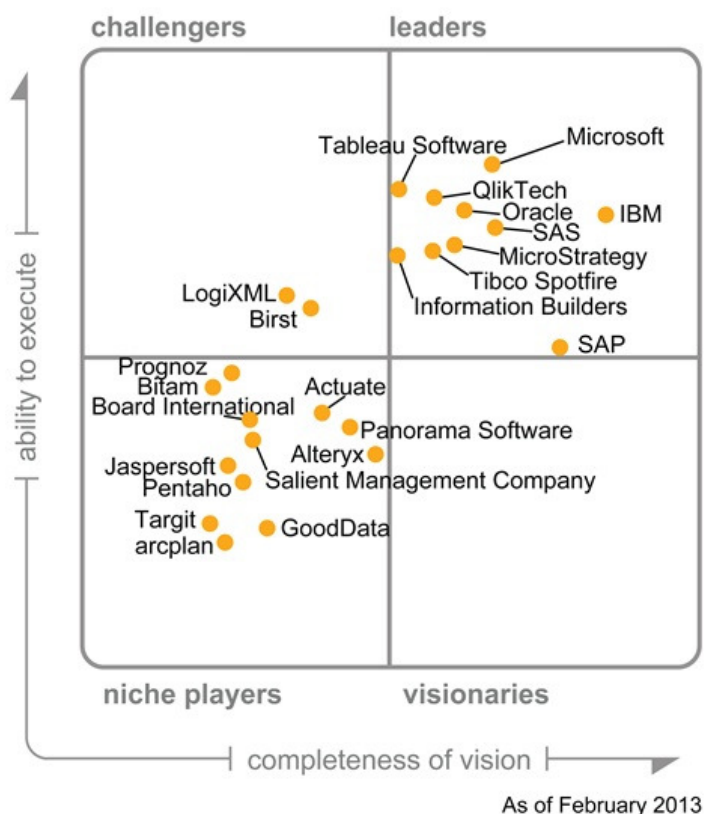 challengers
leaders
Tableau Software
Microsoft
QlikTech
Oracle
IBM
SAS
MicroStrategy
Tibco Spotfire
Information Builders
LogiXML
Birst
SAP
Prognoz
Bitam
Actuate
Board International
Panorama Software
Alteryx
Jaspersoft
Salient Management Company
Pentaho
Targit
GoodData
arcplan
niche players
visionaries
ability to execute
completeness of vision
As of February 2013